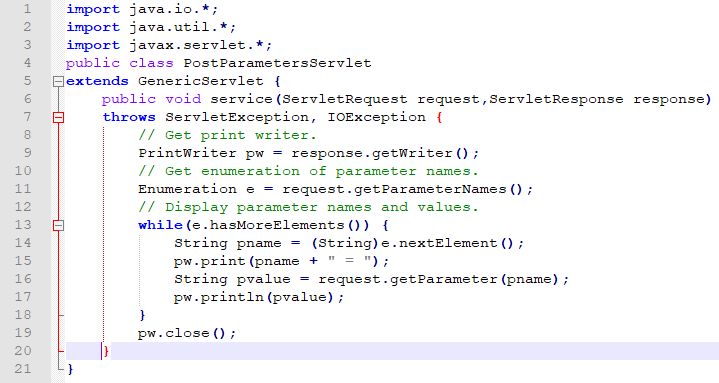 1 import java.io.*;
2 import java.util.*;
3 import javax.servlet.*;
4 public class PostParametersServlet
5 extends GenericServlet {
6 public void service(ServletRequest request,ServletResponse response)
7 throws ServletException, IOException {
8 // Get print writer.
9 PrintWriter pw = response.getWriter();
10 // Get enumeration of parameter names.
11 Enumeration e = request.getParameterNames();
12 // Display parameter names and values.
13 while(e.hasMoreElements()) {
14 String pname = (String)e.nextElement();
15 pw.print(pname + " = ");
16 String pvalue = request.getParameter(pname);
17 pw.println(pvalue);
18 }
19 pw.close();
20 }
21 }